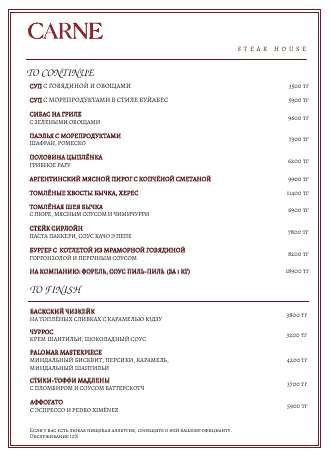 CARNE
STEAK HOUSE
TO CONTINUE
СУП С ГОВЯДИНОЙ И ОВОЩАМИ 3500 тг
СУП С МОРЕПРОДУКТАМИ В СТИЛЕ БУЙАБЕС 5900 тг
СИБАС НА ГРИЛЕ 9600 тг
С ЗЕЛЕНЫМИ ОВОЩАМИ
ПАЭЛЬЯ С МОРЕПРОДУКТАМИ 7300 тг
ШАФРАН, РОМЕСКО
ПОЛОВИНА ЦЫПЛЁНКА 6200 тг
ГРИБНОЕ РАГУ
АРГЕНТИНСКИЙ МЯСНОЙ ПИРОГ С КОПЧЁНОЙ СМЕТАНОЙ 9900 тг
ТОМЛЁНЫЕ ХВОСТЫ БЫЧКА, ХЕРЕС 11400 тг
ТОМЛЁНАЯ ШЕЯ БЫЧКА 6900 тг
С ПЮРЕ, МЯСНЫМ СОУСОМ И ЧИМИЧУРРИ
СТЕЙК СИРЛОЙН 7800 тг
ПАСТА ПАККЕРИ, СОУС КАЧО Э ПЕПЕ
БУРГЕР С КОТЛЕТОЙ ИЗ МРАМОРНОЙ ГОВЯДИНОЙ 8200 тг
ГОРГОНЗОЛОЙ И ПЕРЕЧНЫМ СОУСОМ
НА КОМПАНИЮ: ФОРЕЛЬ, СОУС ПИЛЬ-ПИЛЬ (ЗА 1 КГ) 18900 тг
TO FINISH
БАСКСКИЙ ЧИЗКЕЙК 3800 тг
НА ТОПЛЁНЫХ СЛИВКАХ С КАРАМЕЛЬЮ ЮДЗУ
ЧУРРОС 3200 тг
КРЕМ ШАНТИЛЬИ, ШОКОЛАДНЫЙ СОУС
PALOMAR MASTERPIECE 4200 тг
МИНДАЛЬНЫЙ БИСКВИТ, ПЕРСИКИ, КАРАМЕЛЬ,
МИНДАЛЬНЫЙ ШАНТИЛЬИ
СТИКИ-ТОФФИ МАДЛЕНЫ 3700 тг
С ПЛОМБИРОМ И СОУСОМ БАТТЕРСКОТЧ
АФФОГАТО 5900 тг
С ЭСПРЕССО И PEDRO XIMÉNEZ
Если у вас есть любая пищевая аллергия, сообщите о ней вашему официанту.
Обслуживание 12%